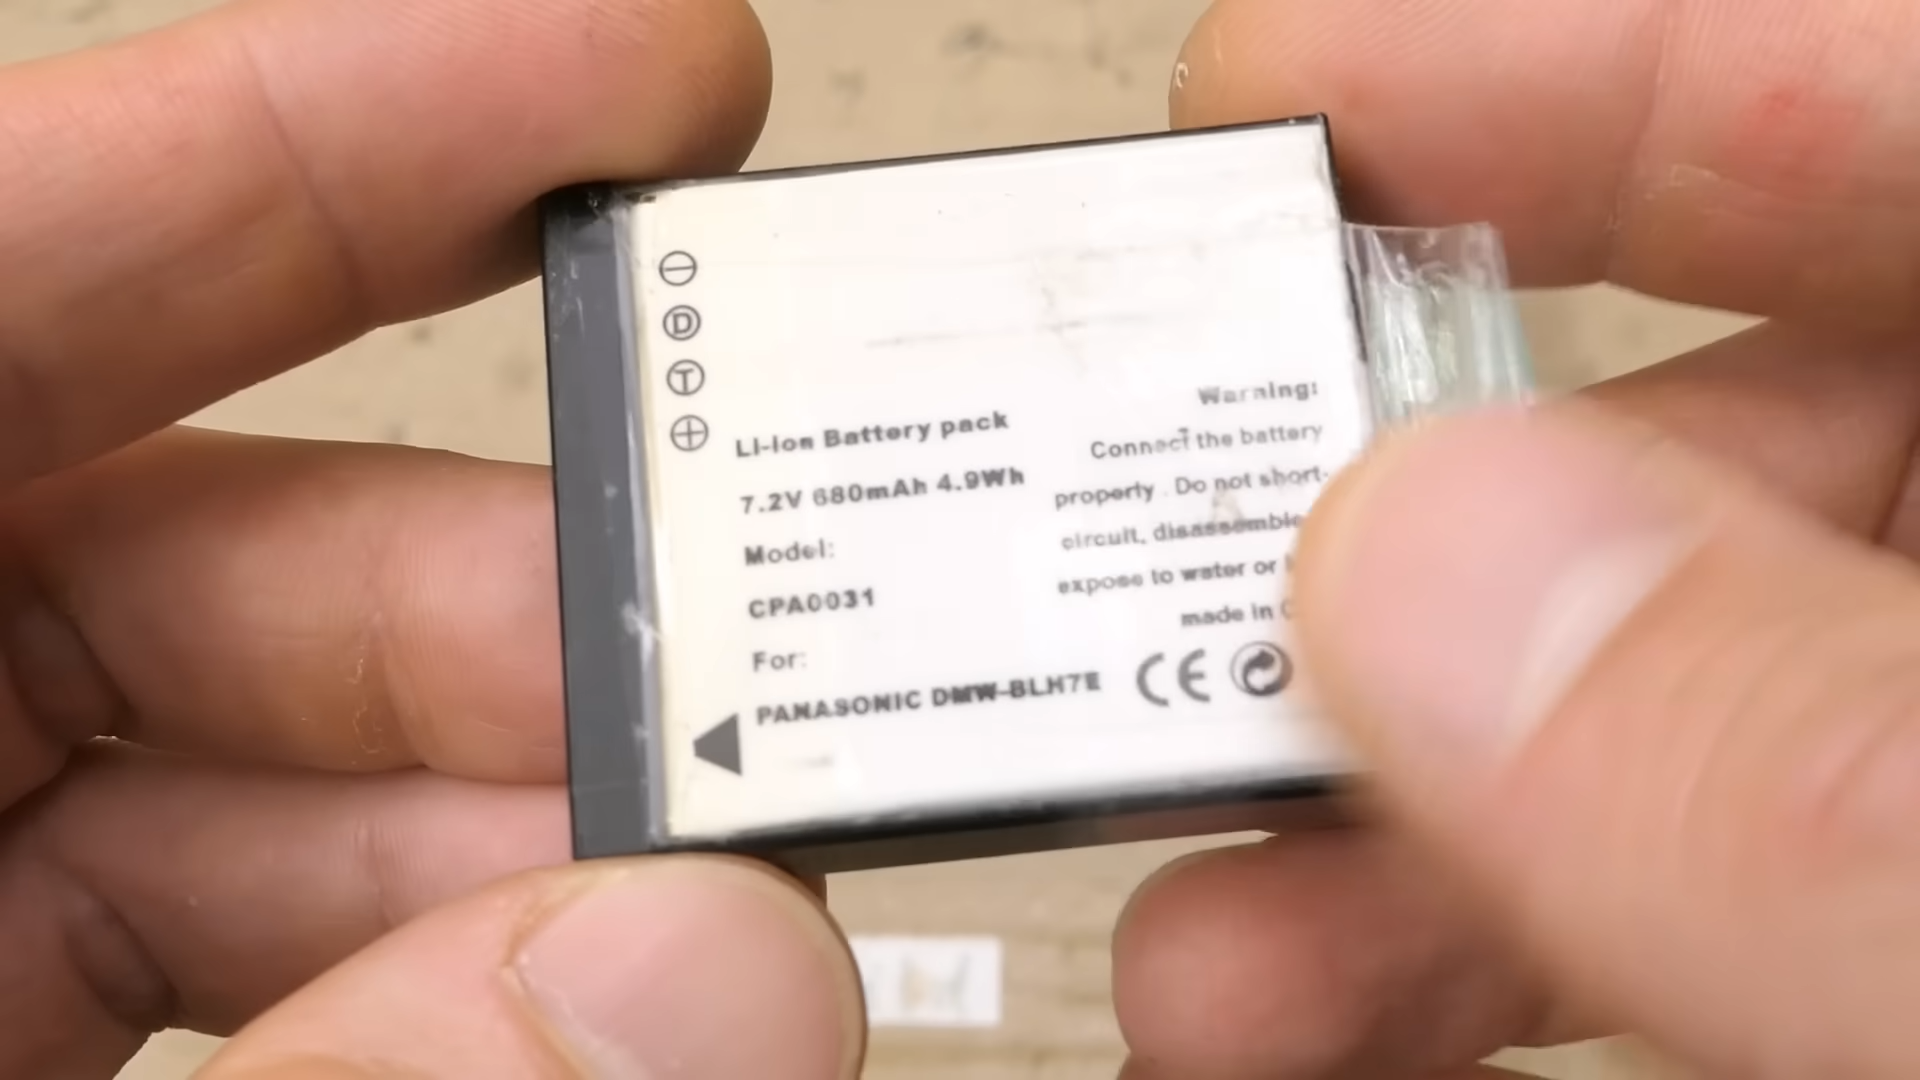 ⊖
Ⓓ
Ⓣ
⊕
Li-ion Battery pack
7.2V 680mAh 4.9Wh
Model:
CPA0031
For:
PANASONIC DMW-BLH7E
Warning:
Connect the battery
property . Do not short-
circuit, disassemble
expose to water or
made in
CE